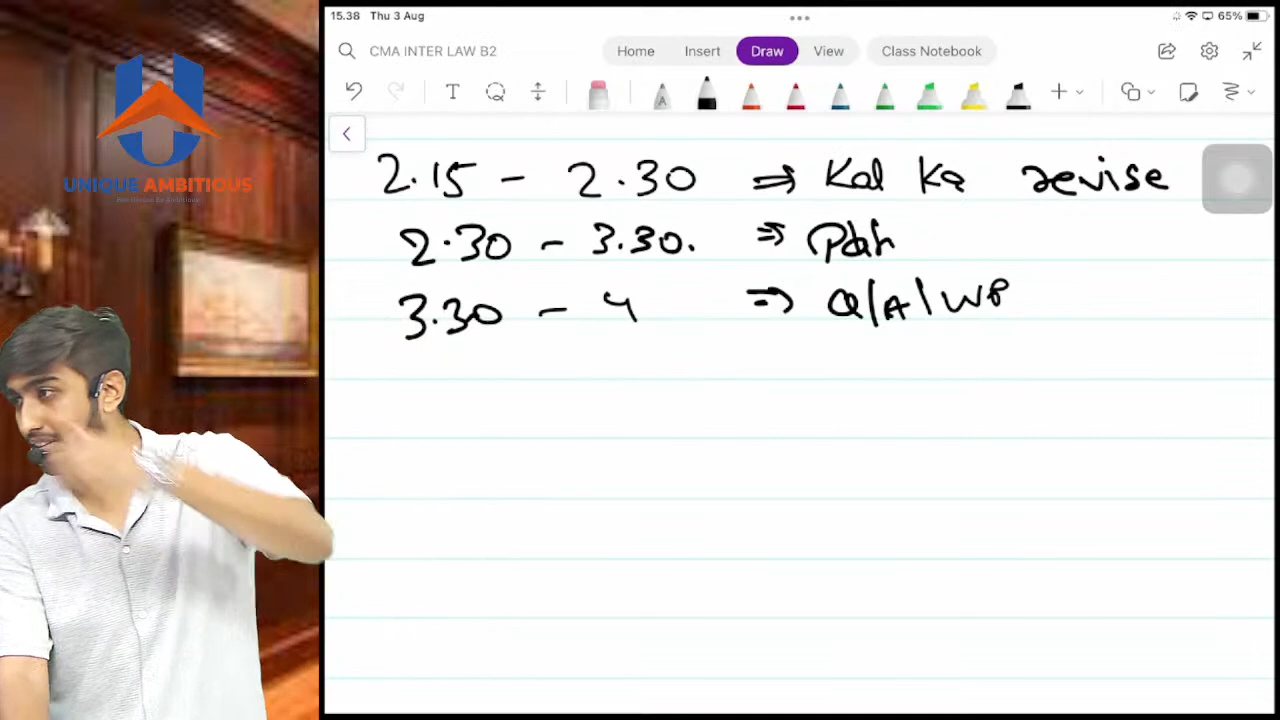 15.38 Thu 3 Aug
65%
CMA INTER LAW B2
Home Insert Draw View Class Notebook
UNIQUE AMBITIOUS
2.15 - 2.30 ⇒ Kal Ka revise
2.30 - 3.30. ⇒ Pdh
3.30 - 4 ⇒ Q/A/WB